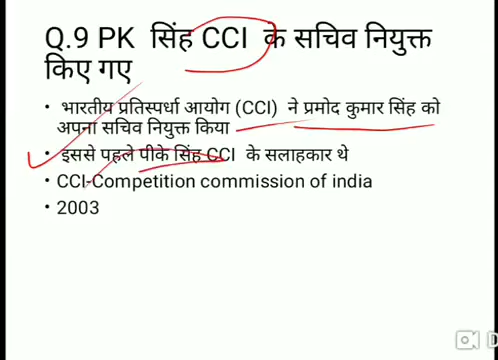 Q.9 PK सिंह CCI के सचिव नियुक्त
किए गए
• भारतीय प्रतिस्पर्धा आयोग (CCI) ने प्रमोद कुमार सिंह को
अपना सचिव नियुक्त किया
• इससे पहले पीके सिंह CCI के सलाहकार थे
• CCI-Competition commission of india
• 2003